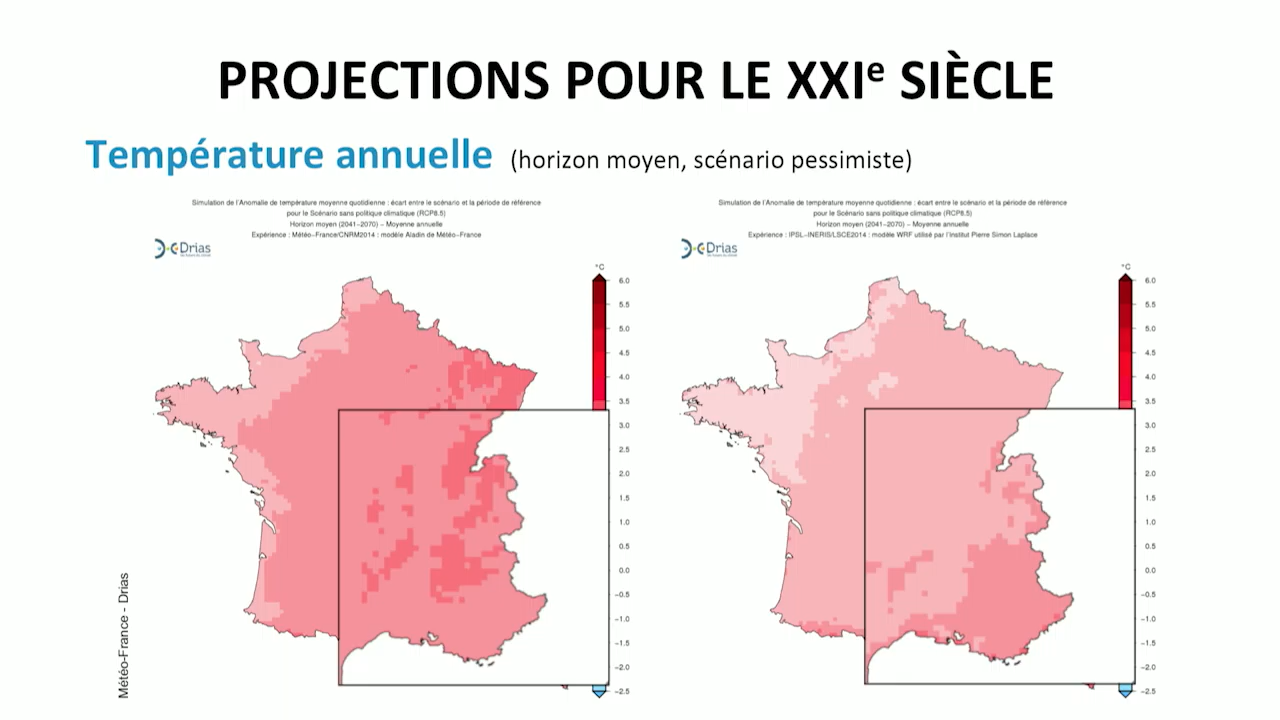 PROJECTIONS POUR LE XXIe SIÈCLE
Température annuelle (horizon moyen, scénario pessimiste)
Simulation de l'Anomalie de température moyenne quotidienne : écart entre le scénario et la période de référence
pour le Scénario sans politique climatique (RCP8.5)
Horizon moyen (2041-2070) - Moyenne annuelle
Expérience : Météo-France/CNRM2014 : modèle Aladin de Météo-France
Drias
°C
6.0
5.5
5.0
4.5
4.0
3.5
3.0
2.5
2.0
1.5
1.0
0.5
0.0
-0.5
-1.0
-1.5
-2.0
-2.5
Simulation de l'Anomalie de température moyenne quotidienne : écart entre le scénario et la période de référence
pour le Scénario sans politique climatique (RCP8.5)
Horizon moyen (2041-2070) - Moyenne annuelle
Expérience : IPSL-INERIS/LSCE2014 : modèle WRF utilisé par l'Institut Pierre Simon Laplace
Drias
°C
6.0
5.5
5.0
4.5
4.0
3.5
3.0
2.5
2.0
1.5
1.0
0.5
0.0
-0.5
-1.0
-1.5
-2.0
-2.5
Météo-France - Drias